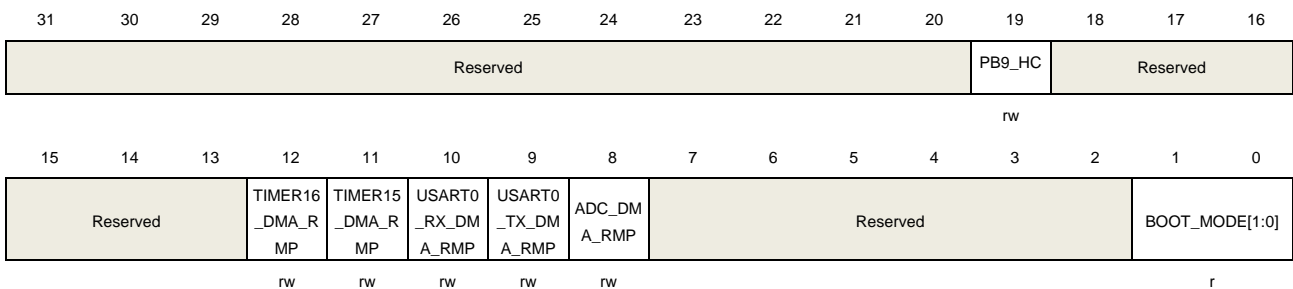 31 30 29 28 27 26 25 24 23 22 21 20 19 18 17 16
Reserved PB9_HC Reserved
rw
15 14 13 12 11 10 9 8 7 6 5 4 3 2 1 0
Reserved
TIMER16
_DMA_R
MP
TIMER15
_DMA_R
MP
USART0
_RX_DM
A_RMP
USART0
_TX_DM
A_RMP
ADC_DM
A_RMP
Reserved
BOOT_MODE[1:0]
rw rw rw rw rw r